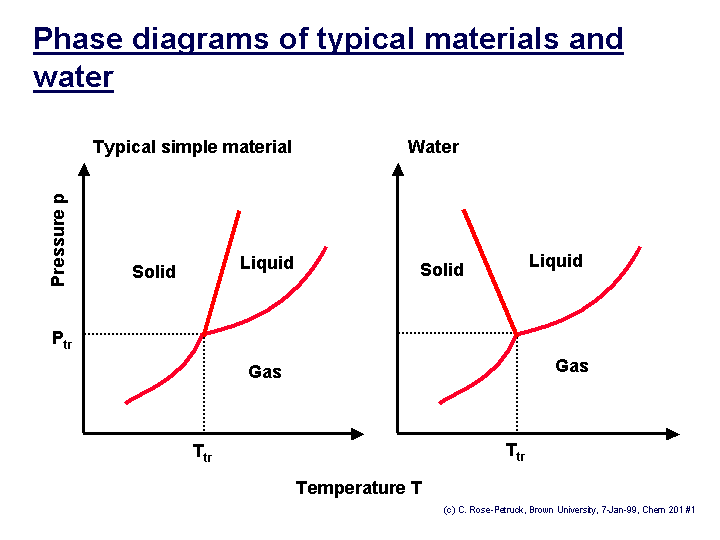 Phase diagrams of typical materials and
water
Typical simple material
Water
Pressure p
Solid
Liquid
Gas
Ptr
Ttr
Solid
Liquid
Gas
Ttr
Temperature T
(c) C. Rose-Petruck, Brown University, 7-Jan-99, Chem 201 #1